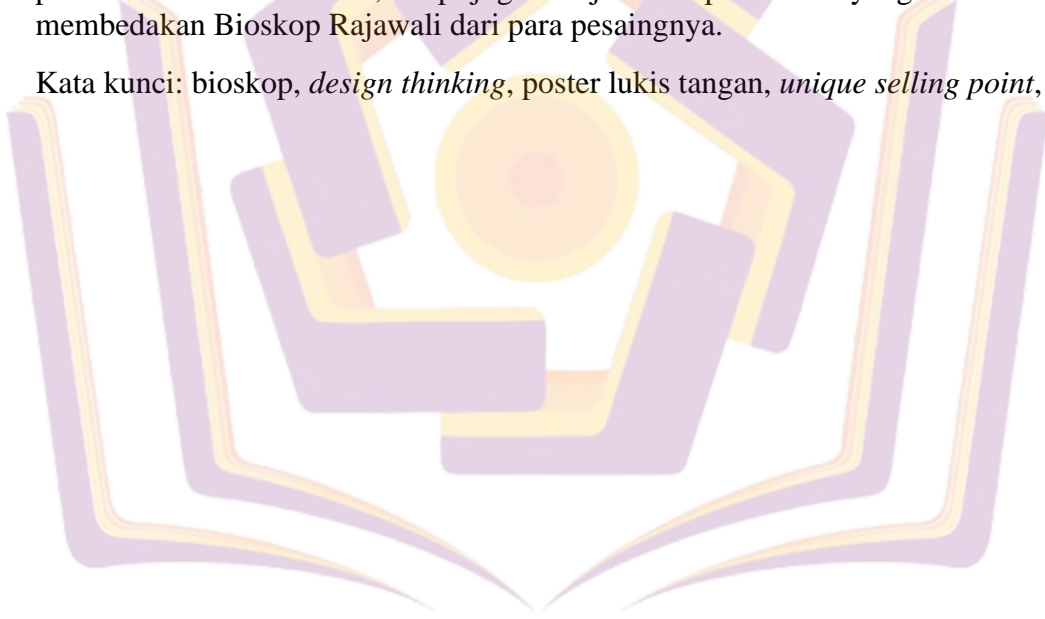 membedakan Bioskop Rajawali dari para pesaingnya.
Kata kunci: bioskop, design thinking, poster lukis tangan, unique selling point,